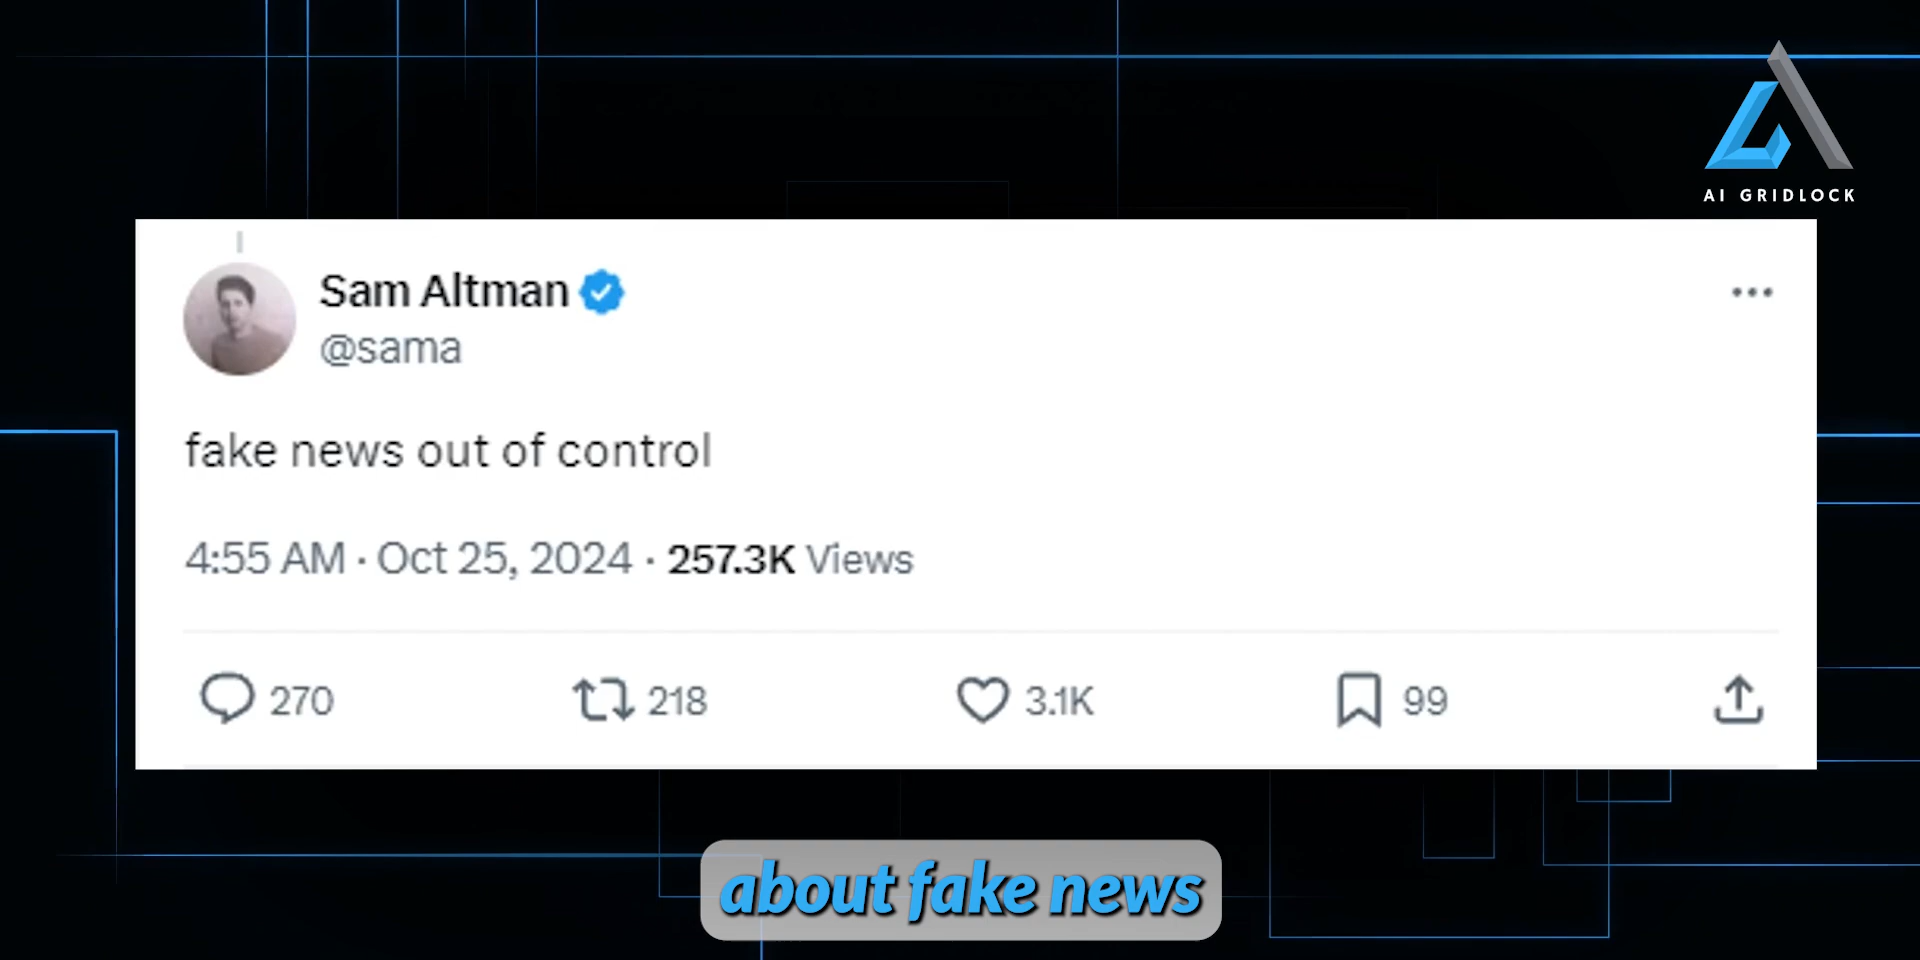 AI GRIDLOCK
Sam Altman
@sama
fake news out of control
4:55 AM · Oct 25, 2024 · 257.3K Views
270 218 3.1K 99
about fake news